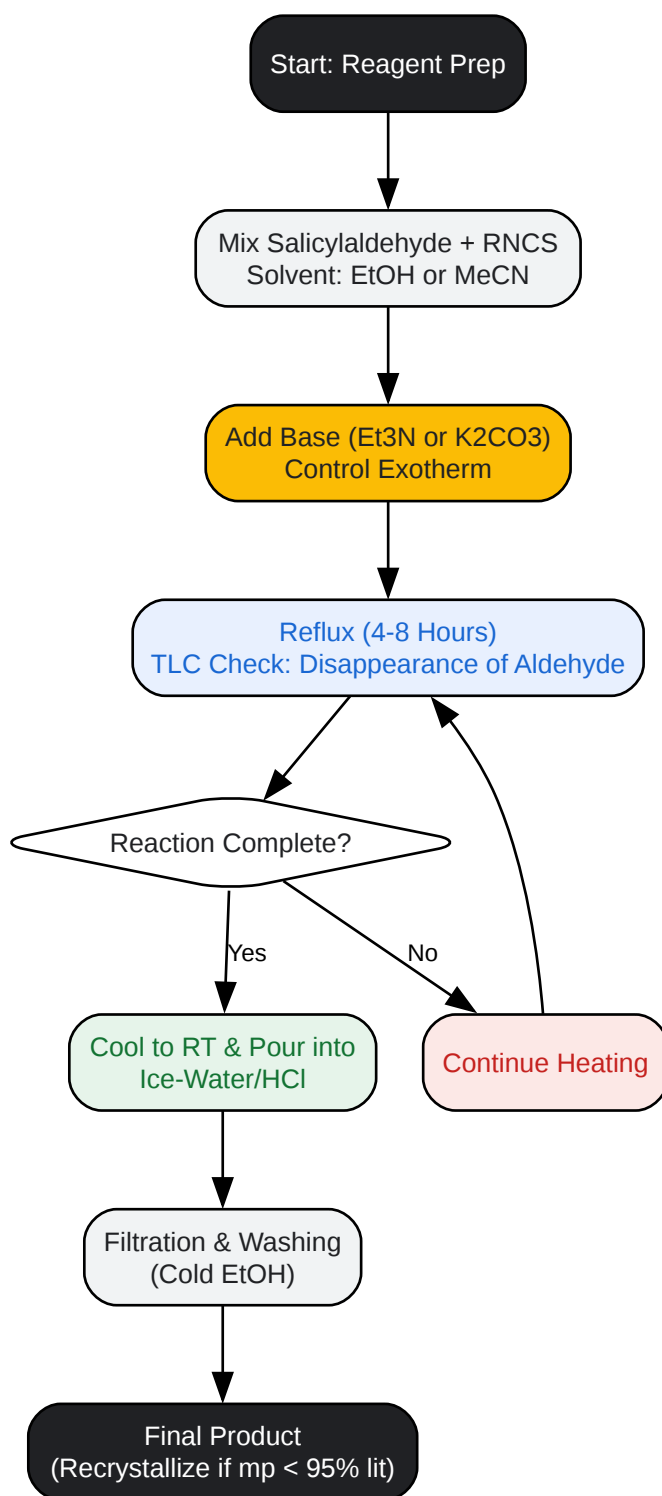 Start: Reagent Prep
Mix Salicylaldehyde + RNCS
Solvent: EtOH or MeCN
Add Base (Et3N or K2CO3)
Control Exotherm
Reflux (4-8 Hours)
TLC Check: Disappearance of Aldehyde
Reaction Complete?
Yes
No
Cool to RT & Pour into
Ice-Water/HCl
Continue Heating
Filtration & Washing
(Cold EtOH)
Final Product
(Recrystallize if mp < 95% lit)